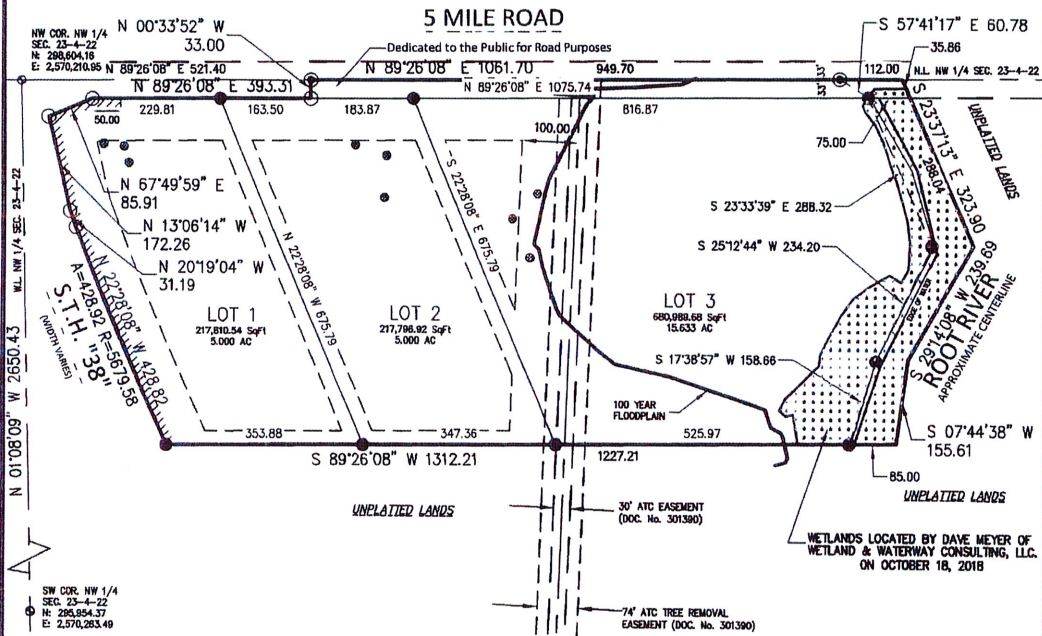 5 MILE ROAD
NW COR. NW 1/4
SEC. 23-4-22
N: 298,604.16
E: 2,570,210.95
N 00°33'52" W
33.00
Dedicated to the Public for Road Purposes
S 57°41'17" E 60.78
35.86
N 89°26'08" E 521.40
N 89°26'08" E 1061.70
949.70
112.00
N.L. NW 1/4 SEC. 23-4-22
N 89°26'08" E 393.31
N 89°26'08" E 1075.74
33'
33'
229.81
163.50
183.87
816.87
50.00
100.00
75.00
S 23°37'13" E 323.90
UNPLATTED LANDS
288.04
N 67°49'59" E
85.91
S 23°33'39" E 288.32
N 13°06'14" W
172.26
S 25°12'44" W 234.20
N 20°19'04" W
31.19
W.L. NW 1/4 SEC. 23-4-22
N 01°08'09" W 2650.43
N 22°28'08" W 428.82
A=428.92 R=5679.58
S.T.H. "38"
(WIDTH VARIES)
N 22°28'08" W 675.79
S 22°28'08" E 675.79
LOT 1
217,810.54 SqFt
5.000 AC
LOT 2
217,796.92 SqFt
5.000 AC
LOT 3
680,989.68 SqFt
15.633 AC
S 29°14'08" W 239.69
ROOT RIVER
APPROXIMATE CENTERLINE
S 17°38'57" W 158.66
100 YEAR
FLOODPLAIN
353.88
347.36
525.97
S 07°44'38" W
155.61
S 89°26'08" W 1312.21
1227.21
85.00
UNPLATTED LANDS
UNPLATTED LANDS
30' ATC EASEMENT
(DOC. No. 301390)
WETLANDS LOCATED BY DAVE MEYER OF
WETLAND & WATERWAY CONSULTING, LLC.
ON OCTOBER 18, 2018
SW COR. NW 1/4
SEC. 23-4-22
N: 295,954.37
E: 2,570,263.49
74' ATC TREE REMOVAL
EASEMENT (DOC. No. 301390)